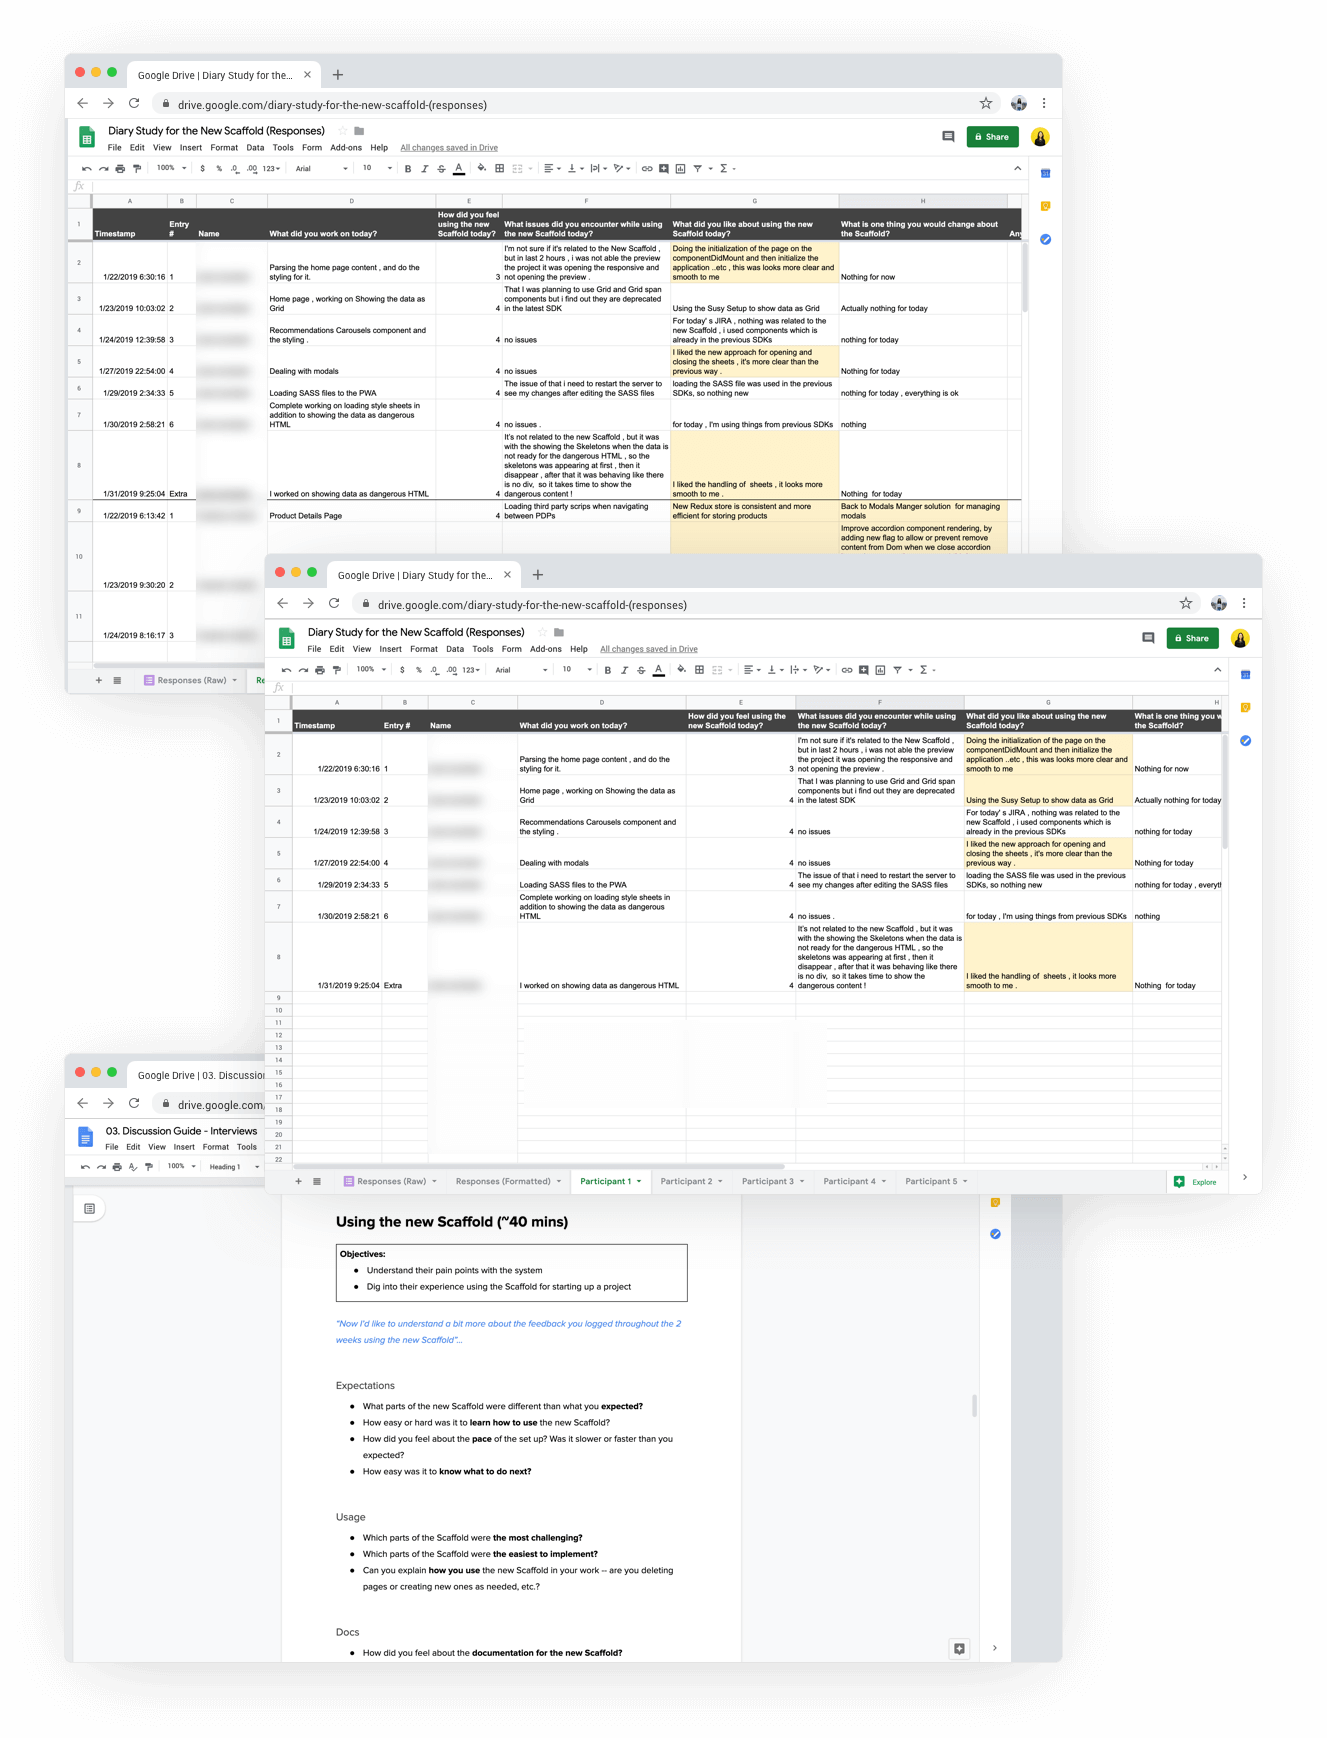 Google Drive | Diary Study for the...
drive.google.com/diary-study-for-the-new-scaffold-(responses)
Diary Study for the New Scaffold (Responses)
File Edit View Insert Format Data Tools Form Add-ons Help All changes saved in Drive
Share
100% $ % .0 .00 123 Arial 10 B I S A
fx
A B C D E F G H
1 Timestamp Entry # Name What did you work on today? How did you feel using the new Scaffold today? What issues did you encounter while using the new Scaffold today? What did you like about using the new Scaffold today? What is one thing you would change about the Scaffold?
2 1/22/2019 6:30:16 1 Parsing the home page content , and do the styling for it. 3 I'm not sure if it's related to the New Scaffold , but in last 2 hours , i was not able the preview the project it was opening the responsive and not opening the preview . Doing the initialization of the page on the componentDidMount and then initialize the application ..etc , this was looks more clear and smooth to me Nothing for now
3 1/23/2019 10:03:02 2 Home page , working on Showing the data as Grid 4 That I was planning to use Grid and Grid span components but i find out they are deprecated in the latest SDK Using the Susy Setup to show data as Grid Actually nothing for today
4 1/24/2019 12:39:58 3 Recommendations Carousels component and the styling . 4 no issues For today' s JIRA , nothing was related to the new Scaffold , i used components which is already in the previous SDKs nothing for today
5 1/27/2019 22:54:00 4 Dealing with modals 4 no issues I liked the new approach for opening and closing the sheets , it's more clear than the previous way . Nothing for today
6 1/29/2019 2:34:33 5 Loading SASS files to the PWA 4 The issue of that i need to restart the server to see my changes after editing the SASS files loading the SASS file was used in the previous SDKs, so nothing new nothing for today , everything is ok
7 1/30/2019 2:58:21 6 Complete working on loading style sheets in addition to showing the data as dangerous HTML 4 no issues . for today , I'm using things from previous SDKs nothing
8 1/31/2019 9:25:04 Extra I worked on showing data as dangerous HTML 4 It's not related to the new Scaffold , but it was with the showing the Skeletons when the data is not ready for the dangerous HTML , so the skeletons was appearing at first , then it disappear , after that it was behaving like there is no div, so it takes time to show the dangerous content ! I liked the handling of sheets , it looks more smooth to me . Nothing for today
9 1/22/2019 6:13:42 1 Product Details Page 4 Loading third party scrips when navigating between PDPs New Redux store is consistent and more efficient for storing products Back to Modals Manger solution for managing modals
10 1/23/2019 9:30:20 2 Improve accordion component rendering, by adding new flag to allow or prevent remove content from Dom when we close accordion
11 1/24/2019 8:16:17 3
Responses (Raw) Re
Google Drive | Diary Study for the...
drive.google.com/diary-study-for-the-new-scaffold-(responses)
Diary Study for the New Scaffold (Responses)
File Edit View Insert Format Data Tools Form Add-ons Help All changes saved in Drive
Share
100% $ % .0 .00 123 Arial 10 B I S A
fx
A B C D E F G H
1 Timestamp Entry # Name What did you work on today? How did you feel using the new Scaffold today? What issues did you encounter while using the new Scaffold today? What did you like about using the new Scaffold today? What is one thing you w the Scaffold?
2 1/22/2019 6:30:16 1 Parsing the home page content , and do the styling for it. 3 I'm not sure if it's related to the New Scaffold , but in last 2 hours , i was not able the preview the project it was opening the responsive and not opening the preview . Doing the initialization of the page on the componentDidMount and then initialize the application ..etc , this was looks more clear and smooth to me Nothing for now
3 1/23/2019 10:03:02 2 Home page , working on Showing the data as Grid 4 That I was planning to use Grid and Grid span components but i find out they are deprecated in the latest SDK Using the Susy Setup to show data as Grid Actually nothing for today
4 1/24/2019 12:39:58 3 Recommendations Carousels component and the styling . 4 no issues For today' s JIRA , nothing was related to the new Scaffold , i used components which is already in the previous SDKs nothing for today
5 1/27/2019 22:54:00 4 Dealing with modals 4 no issues I liked the new approach for opening and closing the sheets , it's more clear than the previous way . Nothing for today
6 1/29/2019 2:34:33 5 Loading SASS files to the PWA 4 The issue of that i need to restart the server to see my changes after editing the SASS files loading the SASS file was used in the previous SDKs, so nothing new nothing for today , everyth
7 1/30/2019 2:58:21 6 Complete working on loading style sheets in addition to showing the data as dangerous HTML 4 no issues . for today , I'm using things from previous SDKs nothing
8 1/31/2019 9:25:04 Extra I worked on showing data as dangerous HTML 4 It's not related to the new Scaffold , but it was with the showing the Skeletons when the data is not ready for the dangerous HTML , so the skeletons was appearing at first , then it disappear , after that it was behaving like there is no div, so it takes time to show the dangerous content ! I liked the handling of sheets , it looks more smooth to me . Nothing for today
9
10
11
12
13
14
15
16
17
18
19
20
21
22
Responses (Raw) Responses (Formatted) Participant 1 Participant 2 Participant 3 Participant 4 Participant 5 Explore
Google Drive | 03. Discussion
drive.google.com/
03. Discussion Guide - Interviews
File Edit View Insert Format Tools
100% Heading 1
Using the new Scaffold (~40 mins)
Objectives:
● Understand their pain points with the system
● Dig into their experience using the Scaffold for starting up a project
"Now I'd like to understand a bit more about the feedback you logged throughout the 2
weeks using the new Scaffold"...
Expectations
● What parts of the new Scaffold were different than what you expected?
● How easy or hard was it to learn how to use the new Scaffold?
● How did you feel about the pace of the set up? Was it slower or faster than you
expected?
● How easy was it to know what to do next?
Usage
● Which parts of the Scaffold were the most challenging?
● Which parts of the Scaffold were the easiest to implement?
● Can you explain how you use the new Scaffold in your work -- are you deleting
pages or creating new ones as needed, etc.?
Docs
● How did you feel about the documentation for the new Scaffold?